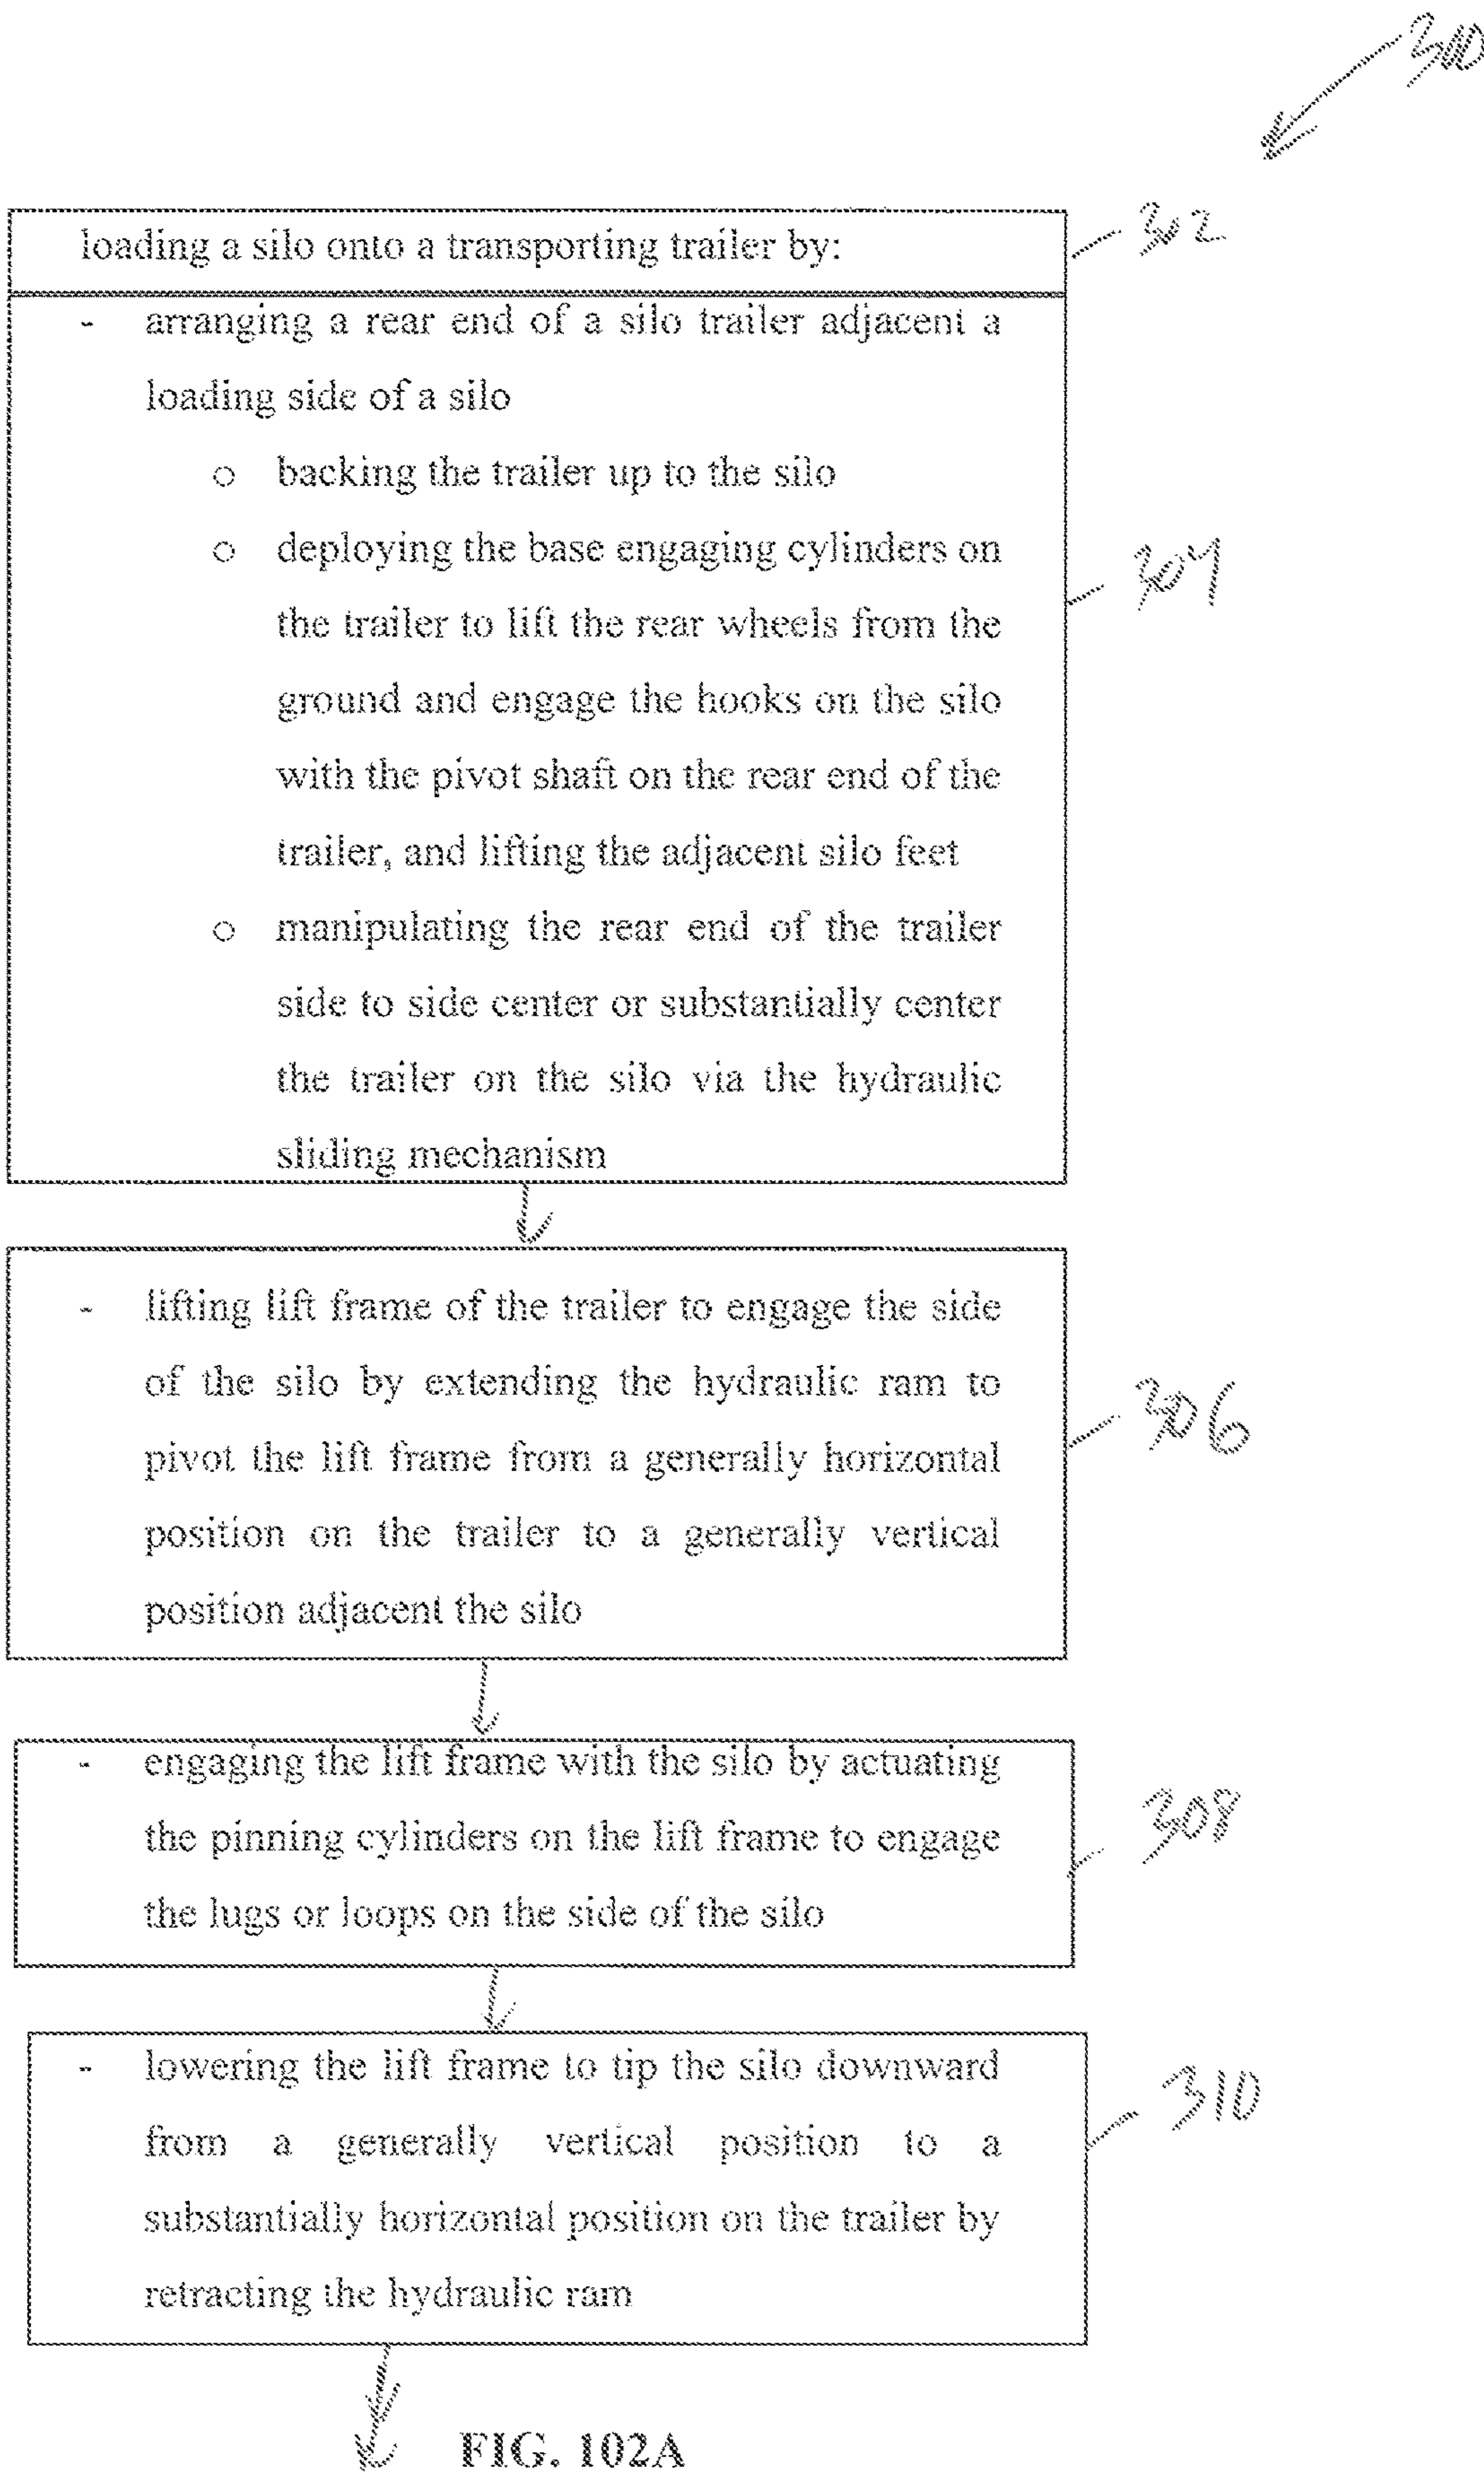 300
loading a silo onto a transporting trailer by:
302
- arranging a rear end of a silo trailer adjacent a
loading side of a silo
o backing the trailer up to the silo
o deploying the base engaging cylinders on
304
the trailer to lift the rear wheels from the
ground and engage the hooks on the silo
with the pivot shaft on the rear end of the
trailer, and lifting the adjacent silo feet
o manipulating the rear end of the trailer
side to side center or substantially center
the trailer on the silo via the hydraulic
sliding mechanism
- lifting lift frame of the trailer to engage the side
of the silo by extending the hydraulic ram to
306
pivot the lift frame from a generally horizontal
position on the trailer to a generally vertical
position adjacent the silo
- engaging the lift frame with the silo by actuating
308
the pinning cylinders on the lift frame to engage
the lugs or loops on the side of the silo
- lowering the lift frame to tip the silo downward
310
from a generally vertical position to a
substantially horizontal position on the trailer by
retracting the hydraulic ram
FIG. 102A